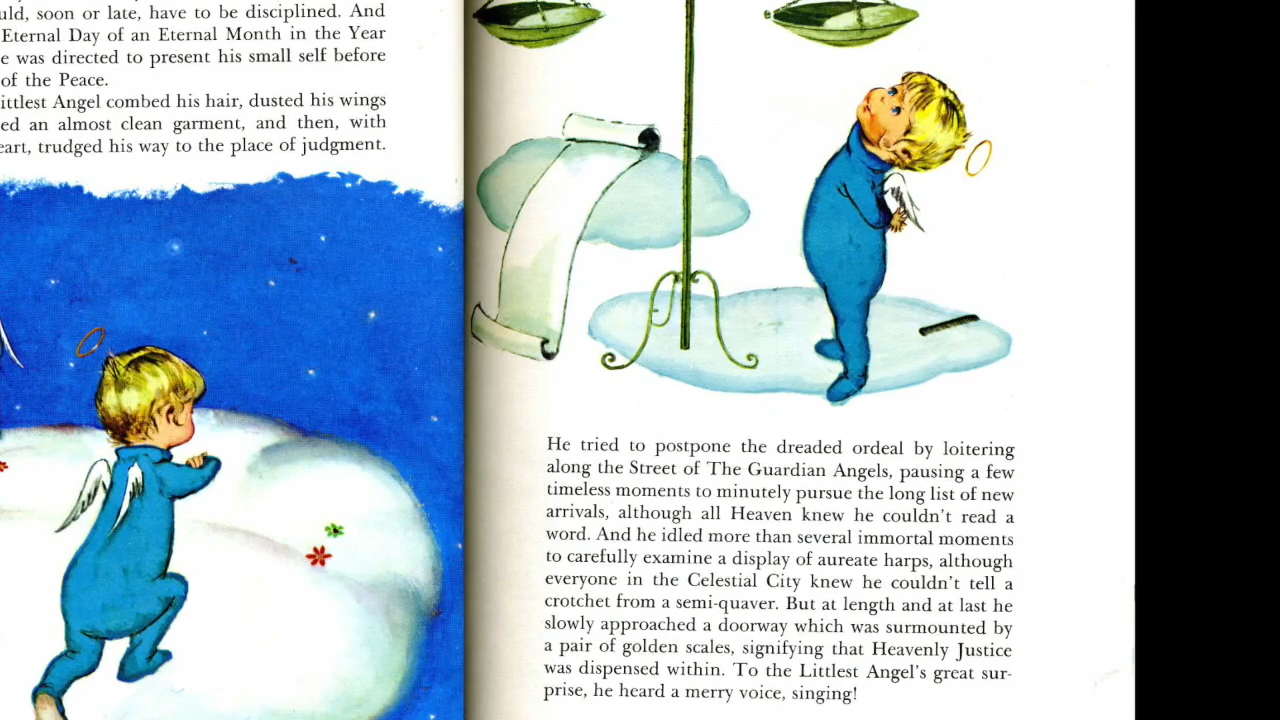 uld, soon or late, have to be disciplined. And
Eternal Day of an Eternal Month in the Year
e was directed to present his small self before
of the Peace.
ittlest Angel combed his hair, dusted his wings
ed an almost clean garment, and then, with
eart, trudged his way to the place of judgment.
He tried to postpone the dreaded ordeal by loitering
along the Street of The Guardian Angels, pausing a few
timeless moments to minutely pursue the long list of new
arrivals, although all Heaven knew he couldn't read a
word. And he idled more than several immortal moments
to carefully examine a display of aureate harps, although
everyone in the Celestial City knew he couldn't tell a
crotchet from a semi-quaver. But at length and at last he
slowly approached a doorway which was surmounted by
a pair of golden scales, signifying that Heavenly Justice
was dispensed within. To the Littlest Angel's great sur-
prise, he heard a merry voice, singing!